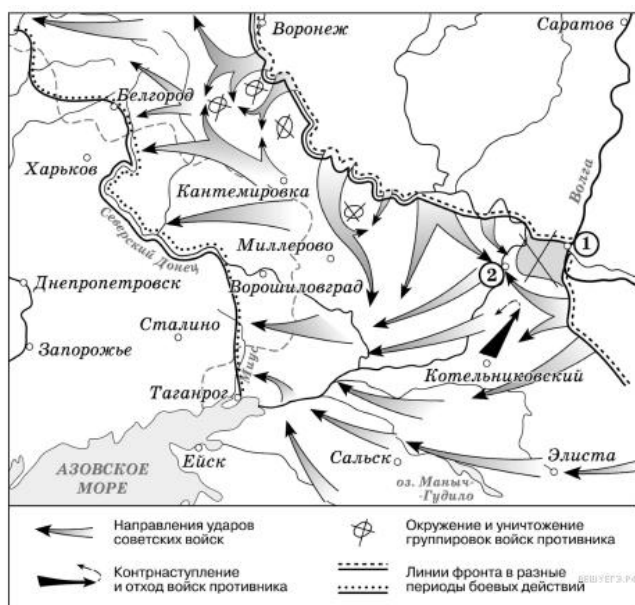 Воронеж
Саратов
Белгород
Харьков
Кантемировка
Волга
Северский Донец
Миллерово
1
2
Днепропетровск
Ворошиловград
Сталино
Запорожье
Миус
Котельниковский
Таганрог
АЗОВСКОЕ
МОРЕ
Ейск
Сальск
Элиста
оз. Маныч-
-Гудило
Направления ударов
советских войск
Окружение и уничтожение
группировок войск противника
Контрнаступление
и отход войск противника
Линии фронта в разные
периоды боевых действий
РЕШУЕГЭ.РФ